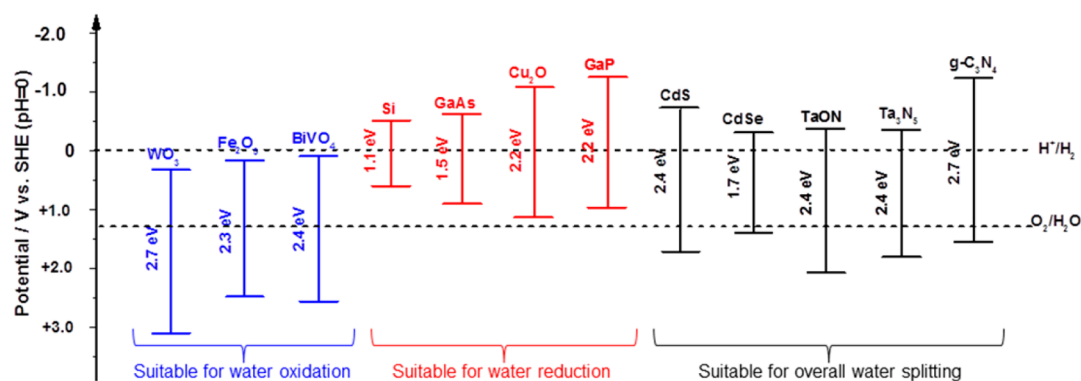 Potential / V vs. SHE (pH=0)
-2.0
-1.0
0
+1.0
+2.0
+3.0
WO₃
2.7 eV
Fe₂O₃
2.3 eV
BiVO₄
2.4 eV
Si
1.1 eV
GaAs
1.5 eV
Cu₂O
2.2 eV
GaP
2.2 eV
CdS
2.4 eV
CdSe
1.7 eV
TaON
2.4 eV
Ta₃N₅
2.4 eV
g-C₃N₄
2.7 eV
H⁺/H₂
O₂/H₂O
Suitable for water oxidation
Suitable for water reduction
Suitable for overall water splitting